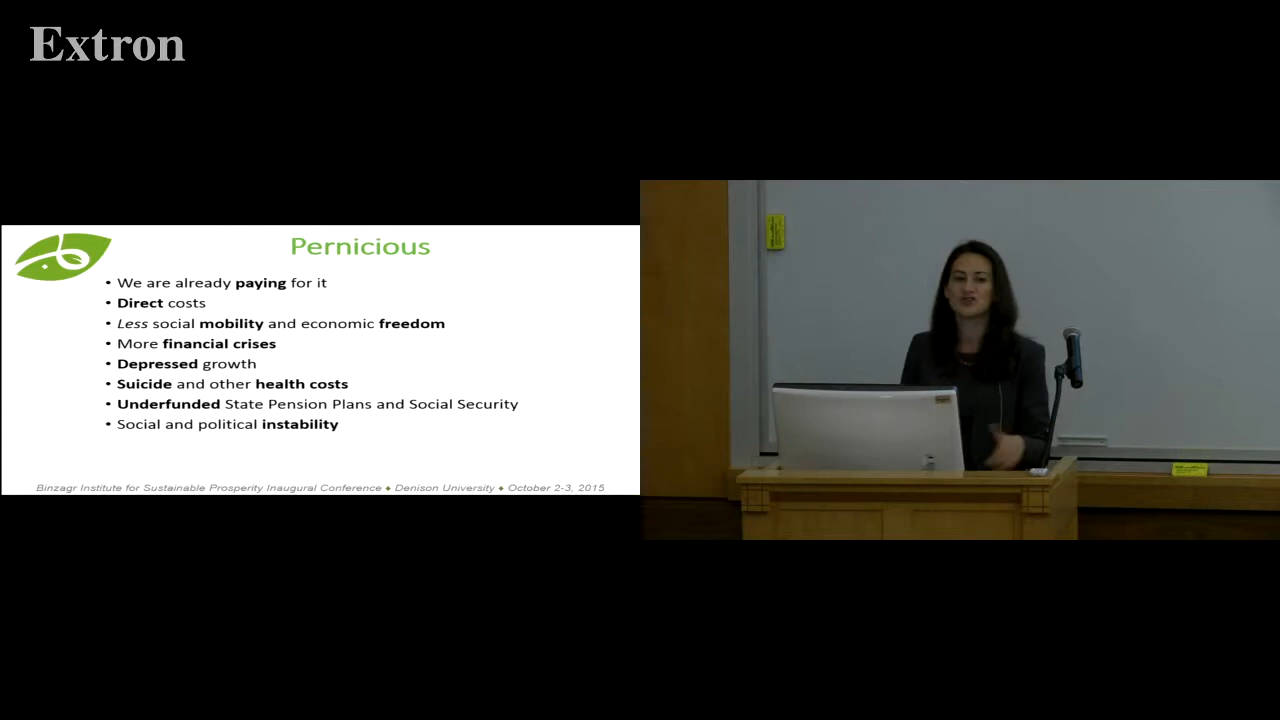 Extron
Pernicious
• We are already paying for it
• Direct costs
• Less social mobility and economic freedom
• More financial crises
• Depressed growth
• Suicide and other health costs
• Underfunded State Pension Plans and Social Security
• Social and political instability
Binzagr Institute for Sustainable Prosperity Inaugural Conference ♦ Denison University ♦ October 2-3, 2015